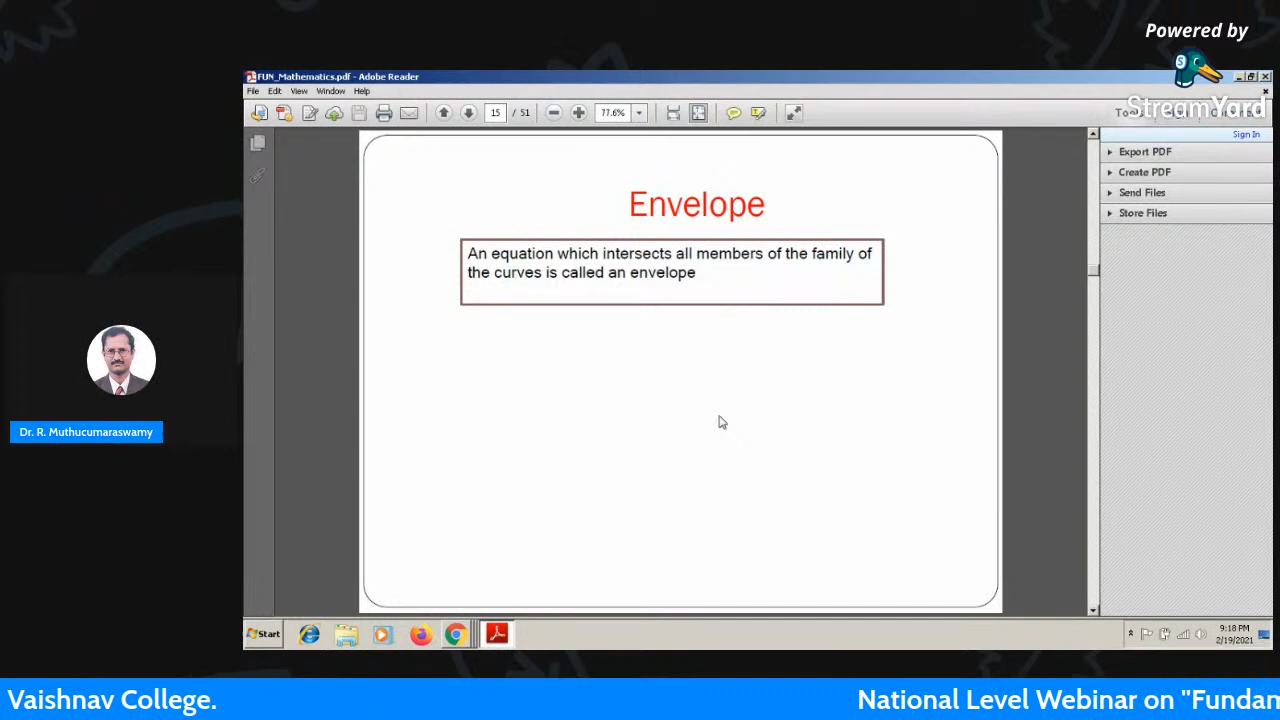 Powered by
StreamYard
FUN_Mathematics.pdf - Adobe Reader
File Edit View Window Help
15 / 51 77.6%
Sign In
Export PDF
Create PDF
Send Files
Store Files
Envelope
An equation which intersects all members of the family of
the curves is called an envelope
Dr. R. Muthucumaraswamy
Start
9:18 PM
2/19/2021
Vaishnav College. National Level Webinar on "Fundam